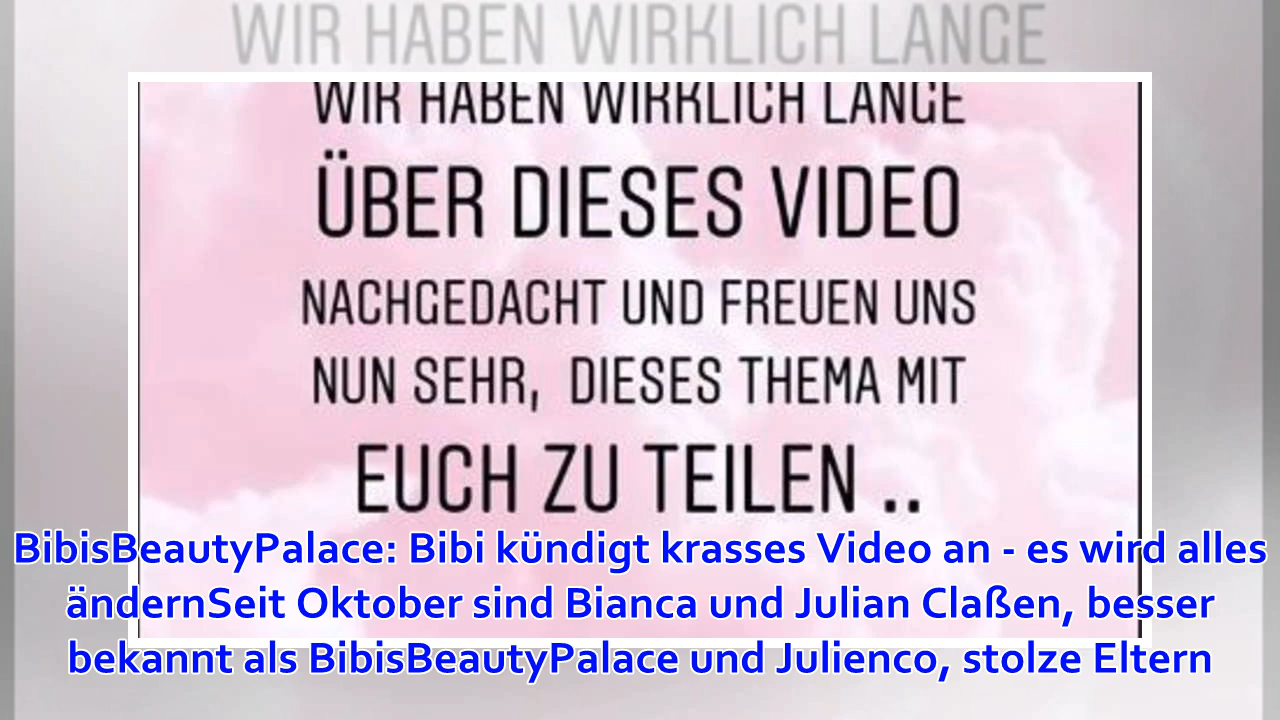 WIR HABEN WIRKLICH LANGE
WIR HABEN WIRKLICH LANGE
ÜBER DIESES VIDEO
NACHGEDACHT UND FREUEN UNS
NUN SEHR, DIESES THEMA MIT
EUCH ZU TEILEN ..
BibisBeautyPalace: Bibi kündigt krasses Video an - es wird alles
ändernSeit Oktober sind Bianca und Julian Claßen, besser
bekannt als BibisBeautyPalace und Julienco, stolze Eltern